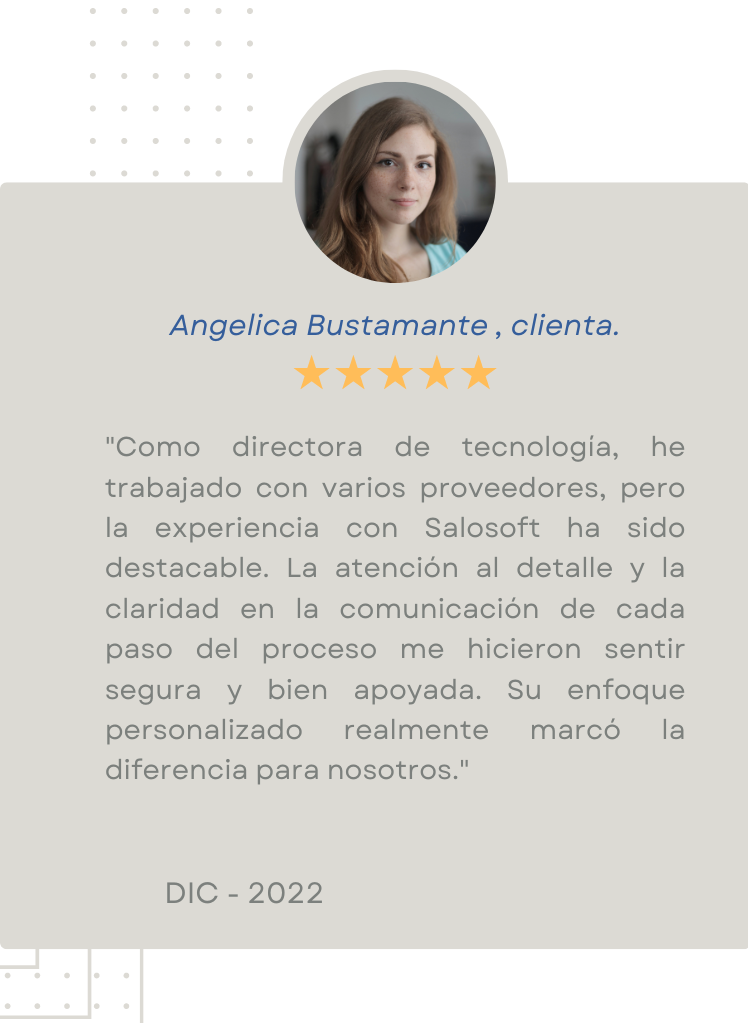 Angelica Bustamante , clienta.
"Como directora de tecnología, he
trabajado con varios proveedores, pero
la experiencia con Salosoft ha sido
destacable. La atención al detalle y la
claridad en la comunicación de cada
paso del proceso me hicieron sentir
segura y bien apoyada. Su enfoque
personalizado realmente marcó la
diferencia para nosotros."
DIC - 2022